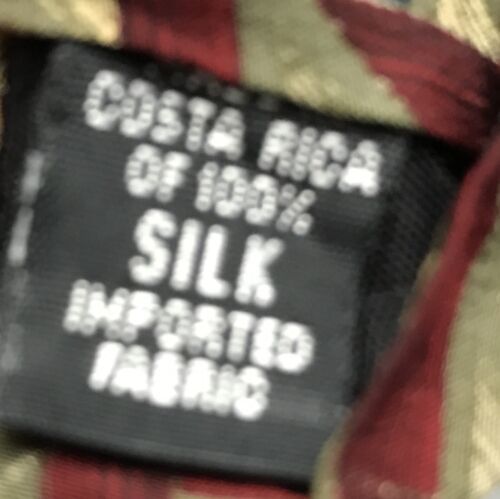 COSTA RICA
OF 100%
SILK
IMPORTED
FABRIC